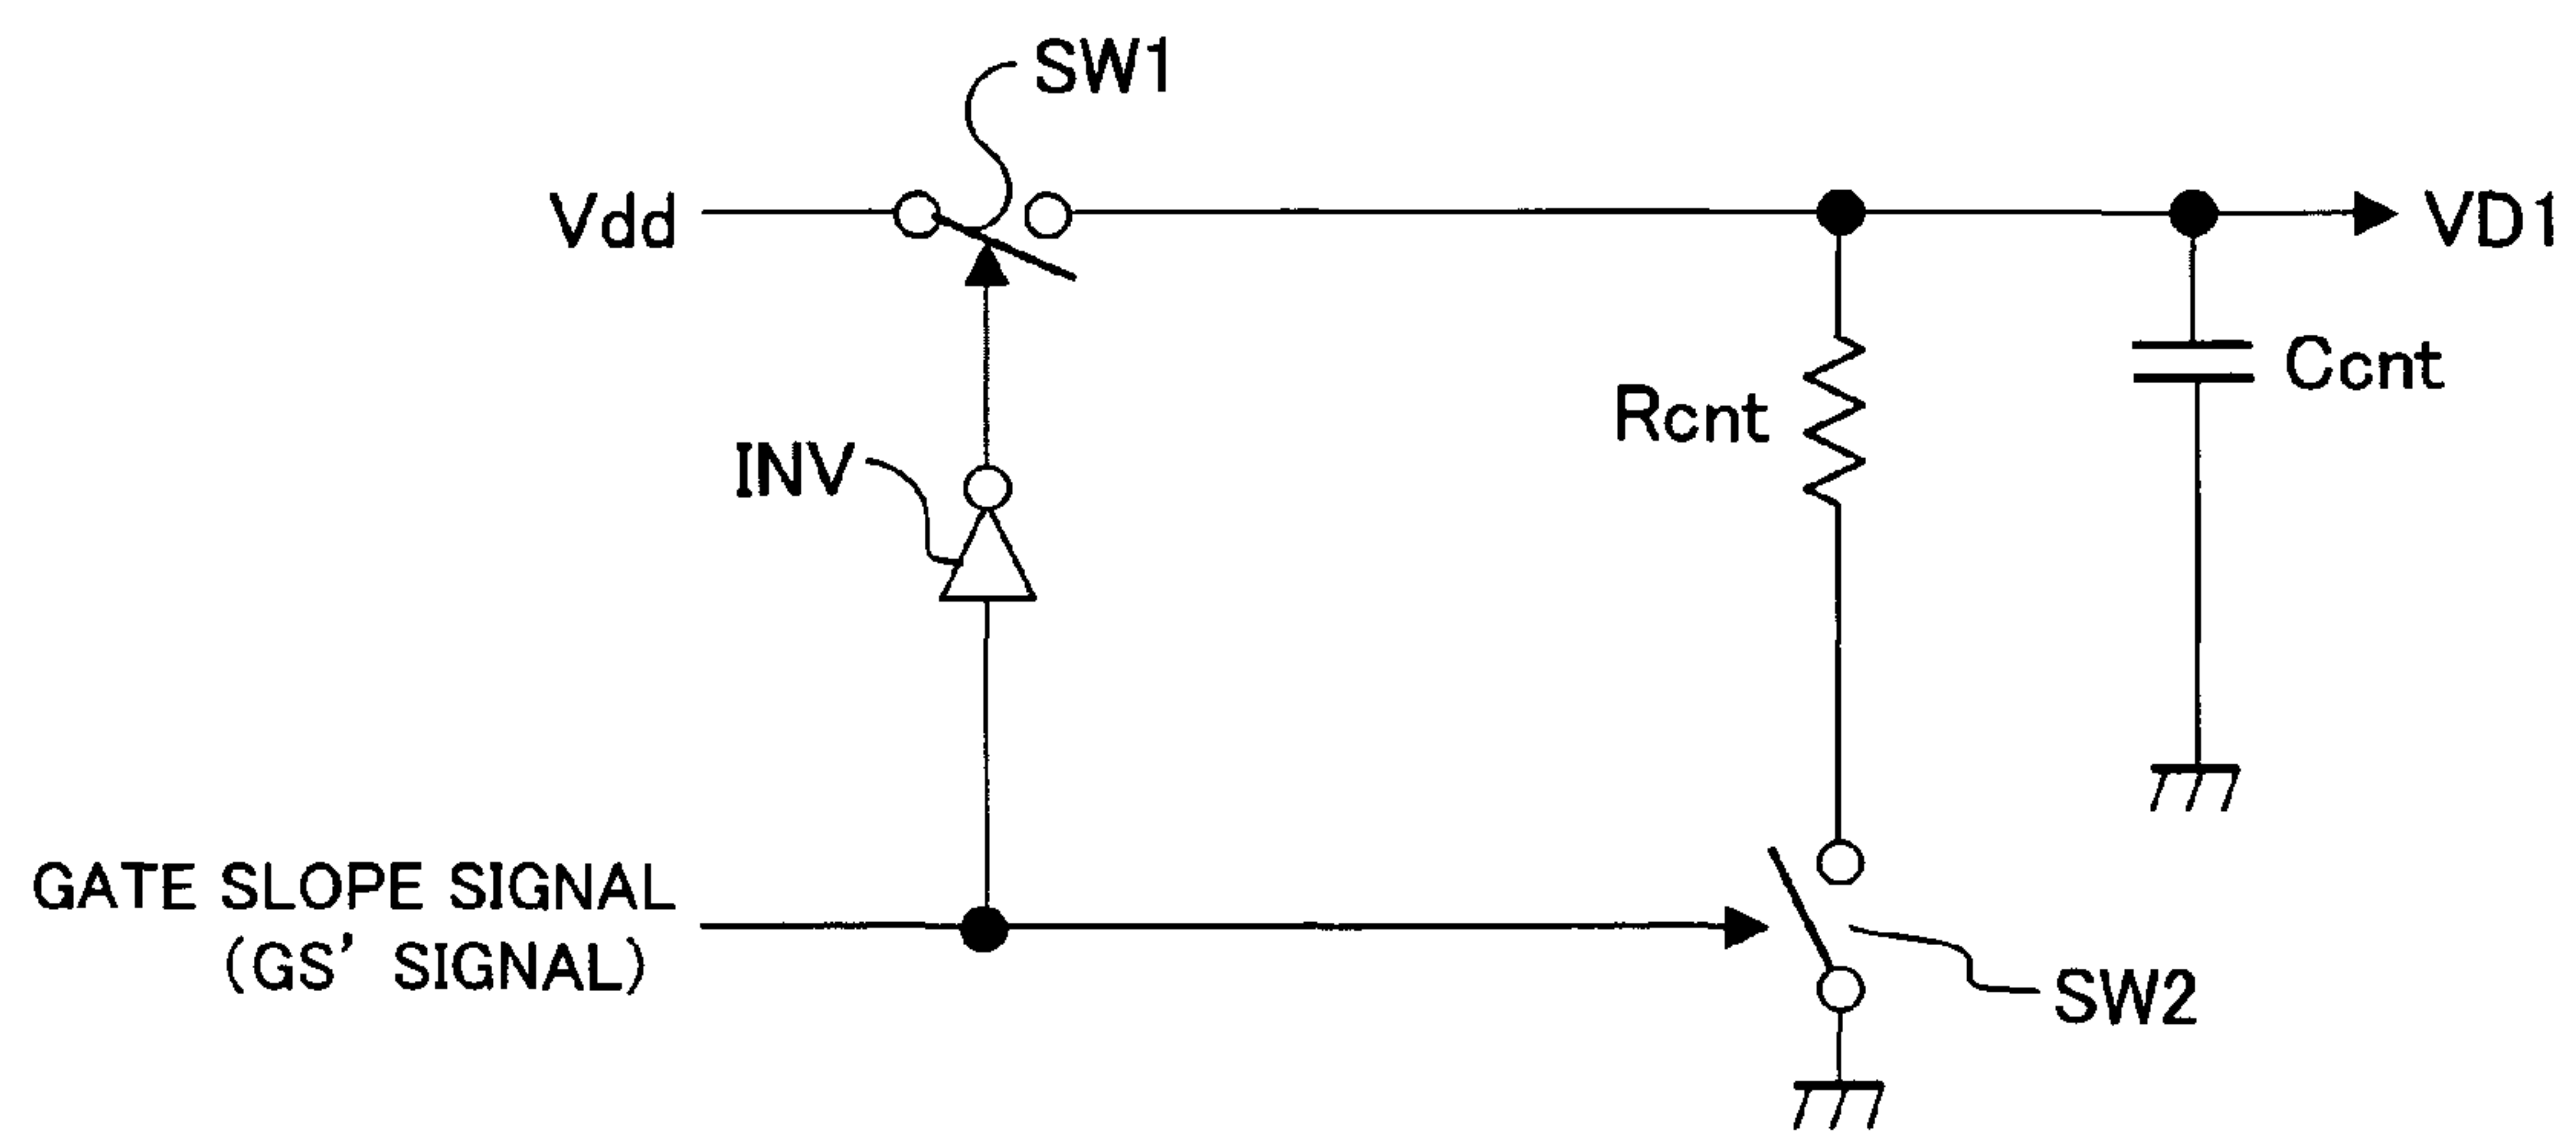 SW1
Vdd
VD1
Ccnt
Rcnt
INV
GATE SLOPE SIGNAL
(GS' SIGNAL)
SW2